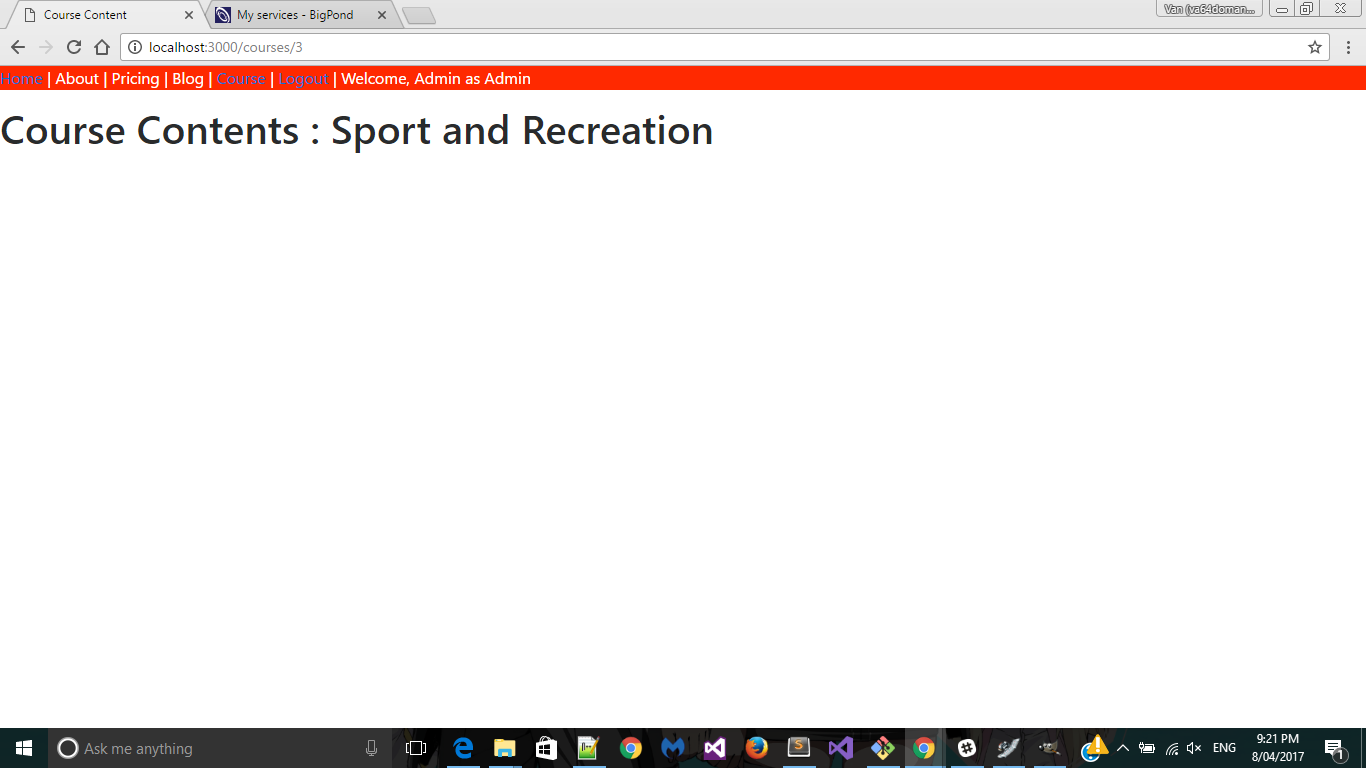 Course Content
My services - BigPond
Van (va64doman...
localhost:3000/courses/3
Home | About | Pricing | Blog | Course | Logout | Welcome, Admin as Admin
Course Contents : Sport and Recreation
Ask me anything
ENG
9:21 PM
8/04/2017
1